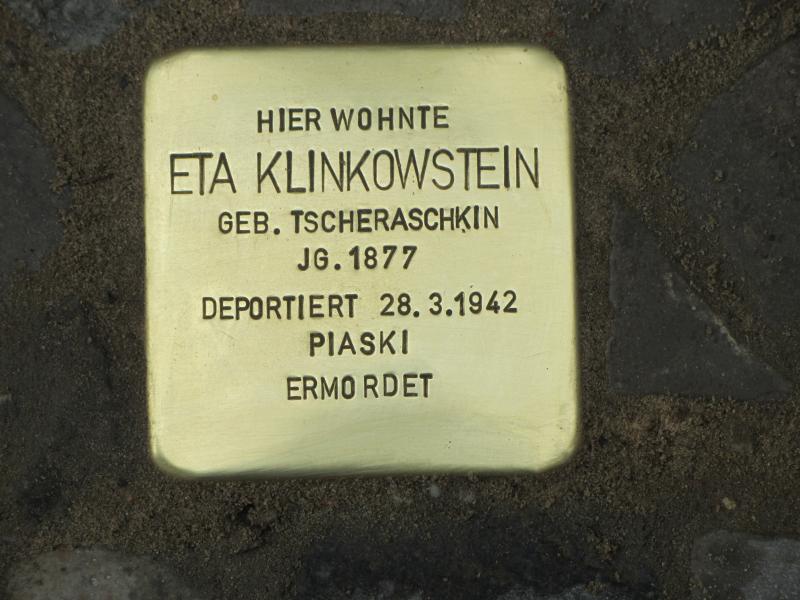 HIER WOHNTE
ETA KLINKOWSTEIN
GEB. TSCHERASCHKIN
JG. 1877
DEPORTIERT 28.3.1942
PIASKI
ERMORDET